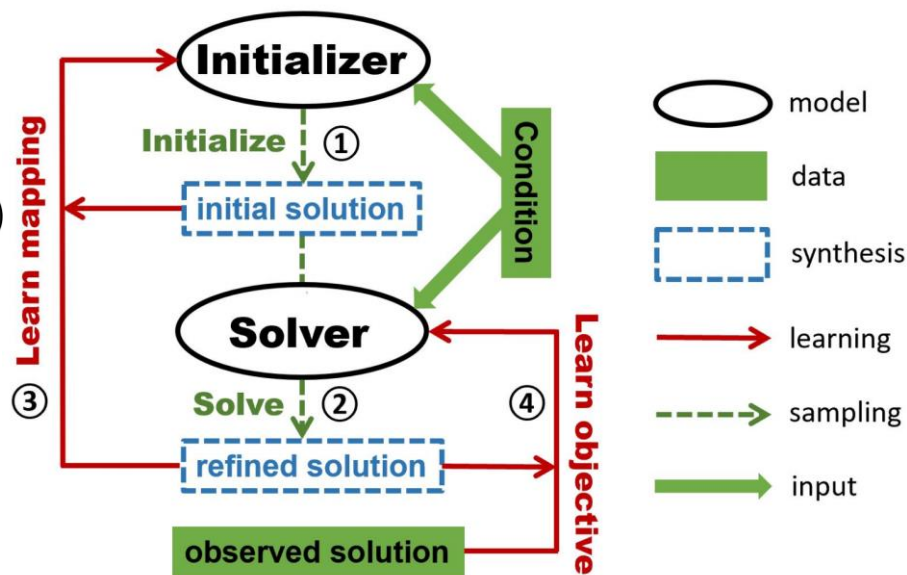 Initializer
Initialize
①
initial solution
Condition
Learn mapping
Solver
Solve
②
③
④
refined solution
Learn objective
observed solution
model
data
synthesis
learning
sampling
input